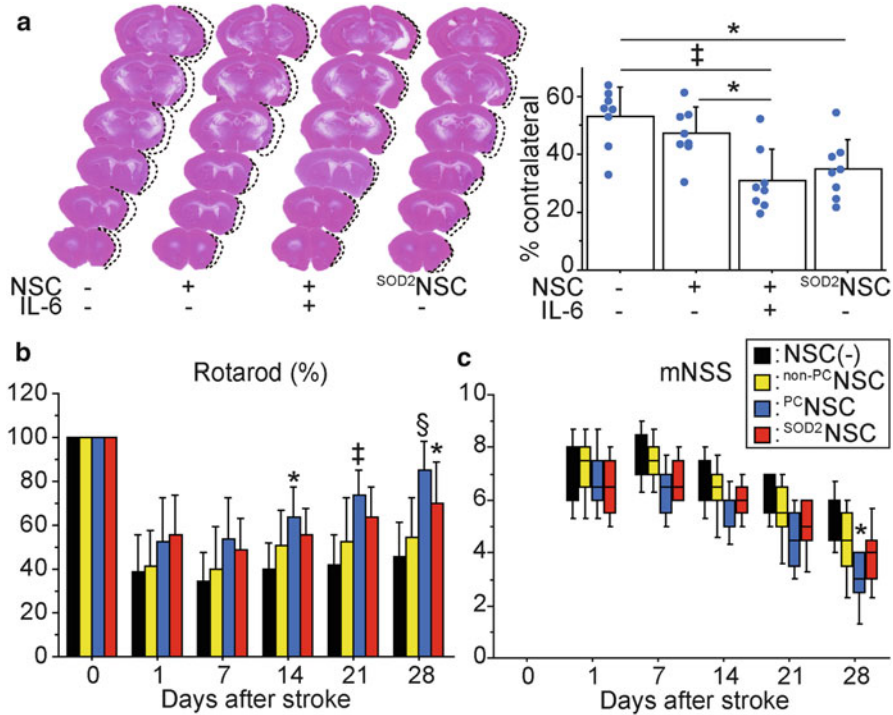 a
*
‡
*
% contralateral
60
40
20
0
NSC - + + SOD2NSC
IL-6 - - + -
NSC - + + SOD2NSC
IL-6 - - + -
b
Rotarod (%)
120
100
80
60
40
20
0
*
‡
§
*
0 1 7 14 21 28
Days after stroke
c
mNSS
: NSC(-)
: non-PCNSC
: PCNSC
: SOD2NSC
10
8
6
4
2
0
*
0 1 7 14 21 28
Days after stroke